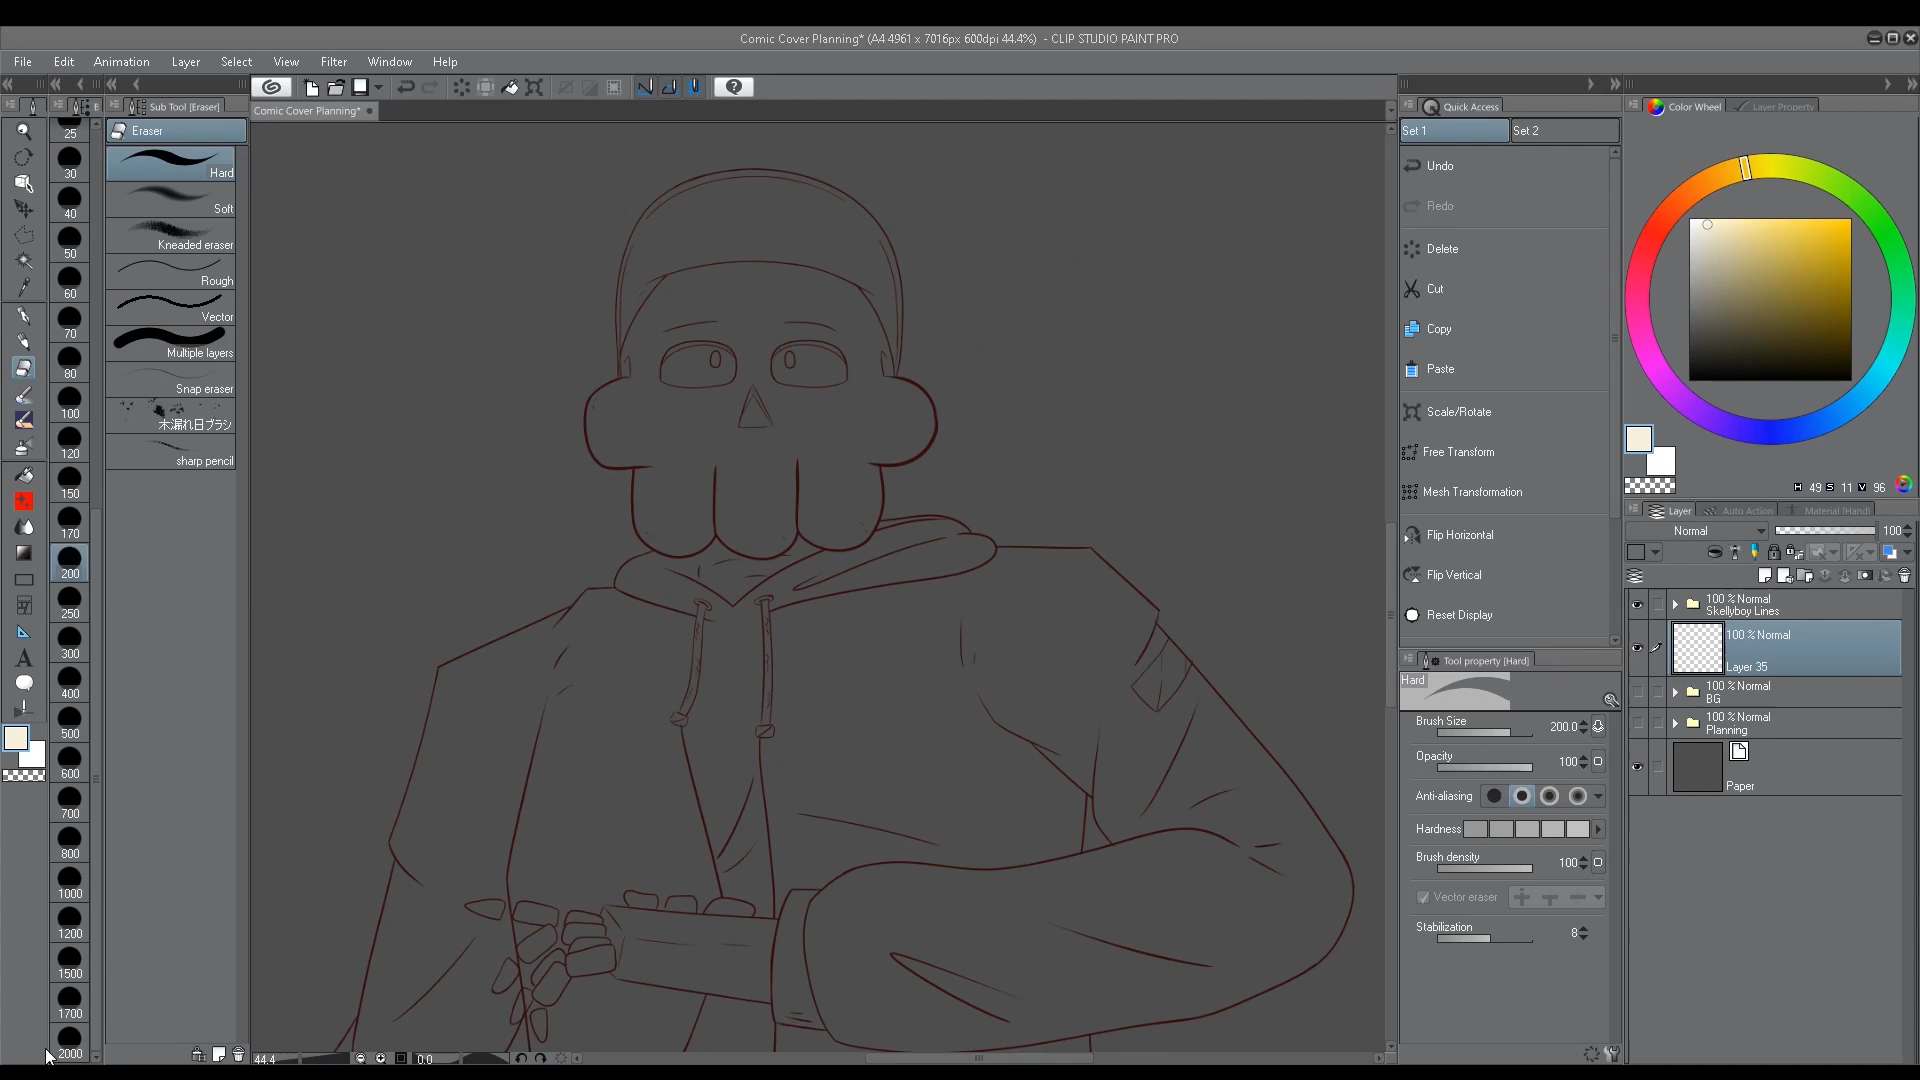 Comic Cover Planning* (A4 4961 x 7016px 600dpi 44.4%) - CLIP STUDIO PAINT PRO
File Edit Animation Layer Select View Filter Window Help
Sub Tool [Eraser]
Eraser
Hard
Soft
Kneaded eraser
Rough
Vector
Multiple layers
Snap eraser
木漏れ日ブラシ
sharp pencil
25
30
40
50
60
70
80
100
120
150
170
200
250
300
400
500
600
700
800
1000
1200
1500
1700
2000
Comic Cover Planning*
44.4
0.0
Quick Access
Set 1
Set 2
Undo
Redo
Delete
Cut
Copy
Paste
Scale/Rotate
Free Transform
Mesh Transformation
Flip Horizontal
Flip Vertical
Reset Display
Tool property [Hard]
Hard
Brush Size 200.0
Opacity 100
Anti-aliasing
Hardness
Brush density 100
Vector eraser
Stabilization 8
Color Wheel
Layer Property
H 49 S 11 V 96
Layer
Auto Action
Material [Hand]
Normal
100
100 % Normal
Skellyboy Lines
100 % Normal
Layer 35
100 % Normal
BG
100 % Normal
Planning
Paper